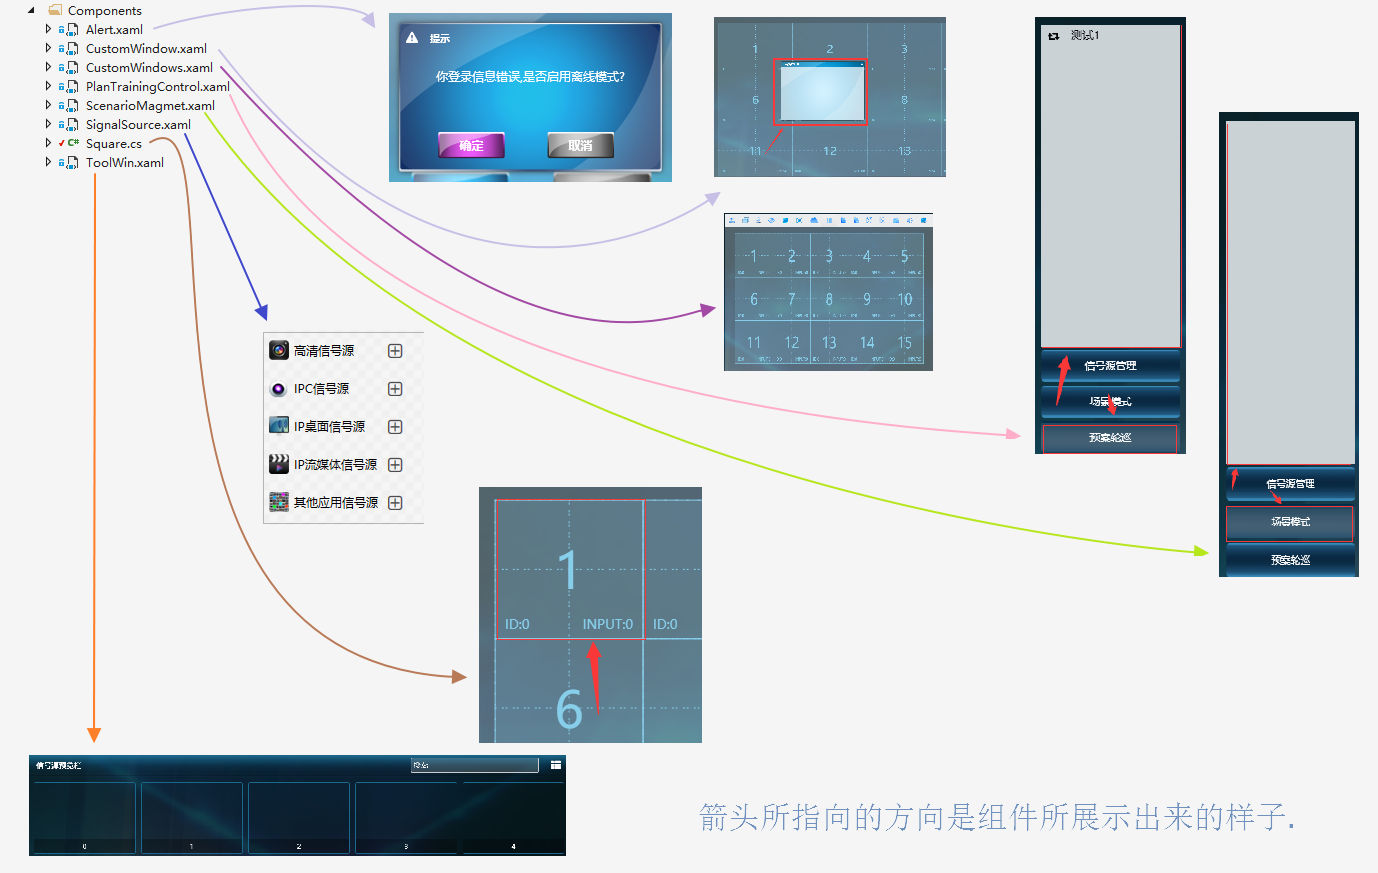 Components
Alert.xaml
CustomWindow.xaml
CustomWindows.xaml
PlanTrainingControl.xaml
ScenarioMagmet.xaml
SignalSource.xaml
C# Square.cs
ToolWin.xaml
提示
你登录信息错误,是否启用离线模式?
确定 取消
1 2 3
6 8
11 12 13
1 2 3 4 5
6 7 8 9 10
11 12 13 14 15
测试1
信号源管理
场景模式
预案轮巡
信号源管理
场景模式
预案轮巡
高清信号源
IPC信号源
IP桌面信号源
IP流媒体信号源
其他应用信号源
1
ID:0 INPUT:0 ID:0
6
信号源预览栏 搜索
0 1 2 3 4
箭头所指向的方向是组件所展示出来的样子.